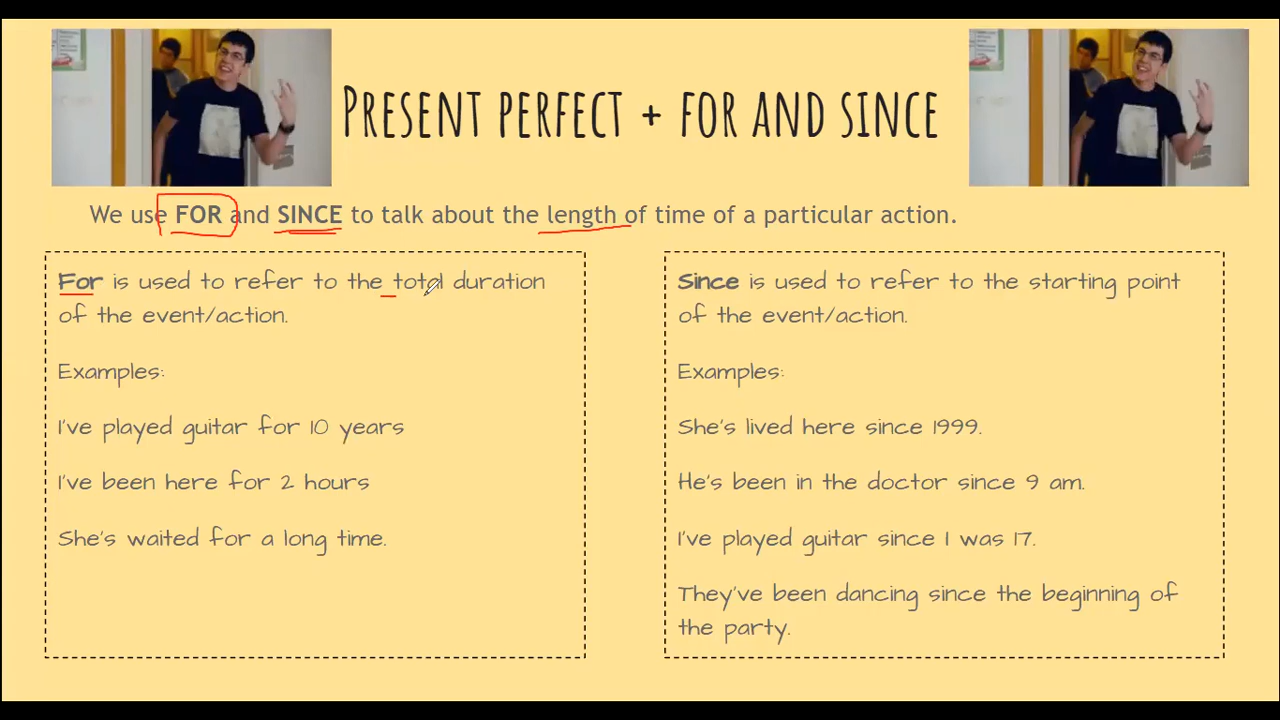 PRESENT PERFECT + FOR AND SINCE
We use FOR and SINCE to talk about the length of time of a particular action.
For is used to refer to the total duration
of the event/action.
Examples:
I've played guitar for 10 years
I've been here for 2 hours
She's waited for a long time.
Since is used to refer to the starting point
of the event/action.
Examples:
She's lived here since 1999.
He's been in the doctor since 9 am.
I've played guitar since I was 17.
They've been dancing since the beginning of
the party.